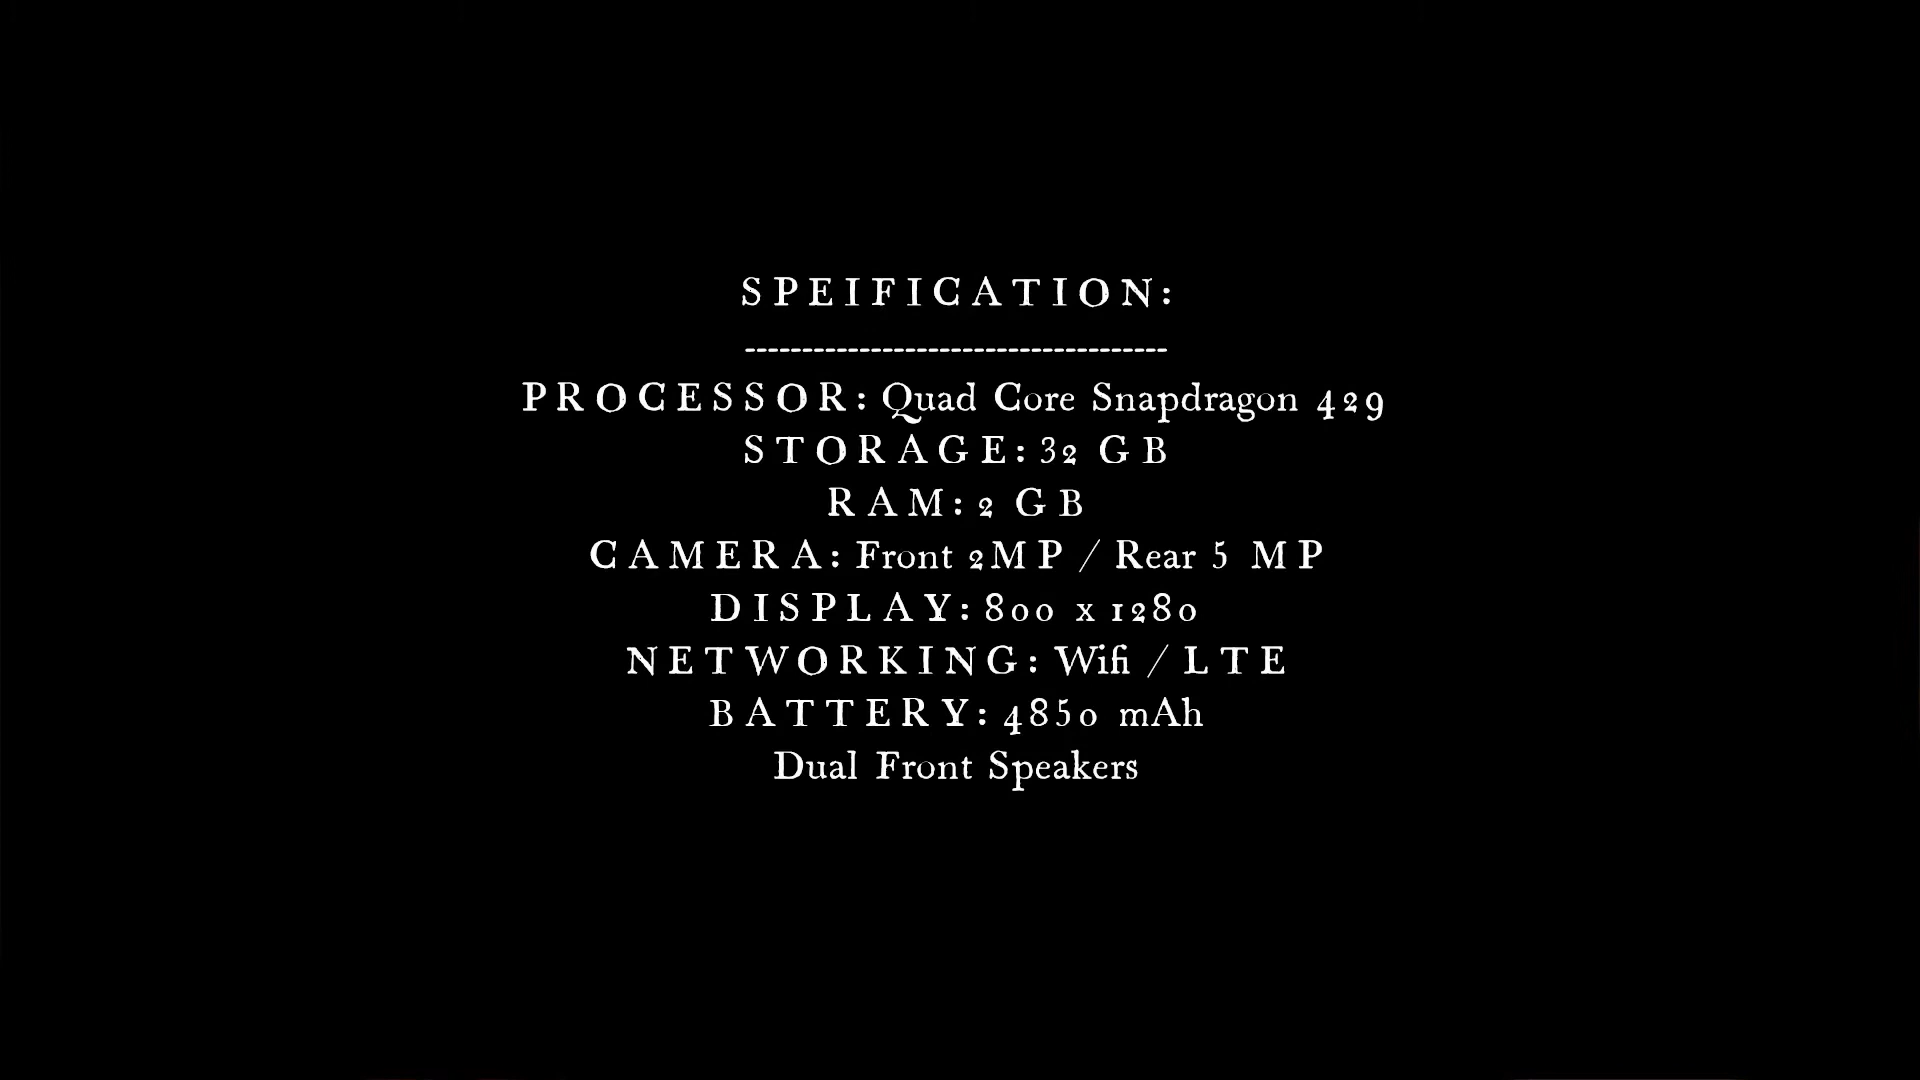 SPEIFICATION:
-------------------------------------
PROCESSOR: Quad Core Snapdragon 429
STORAGE: 32 GB
RAM: 2 GB
CAMERA: Front 2MP / Rear 5 MP
DISPLAY: 800 x 1280
NETWORKING: Wifi / LTE
BATTERY: 4850 mAh
Dual Front Speakers